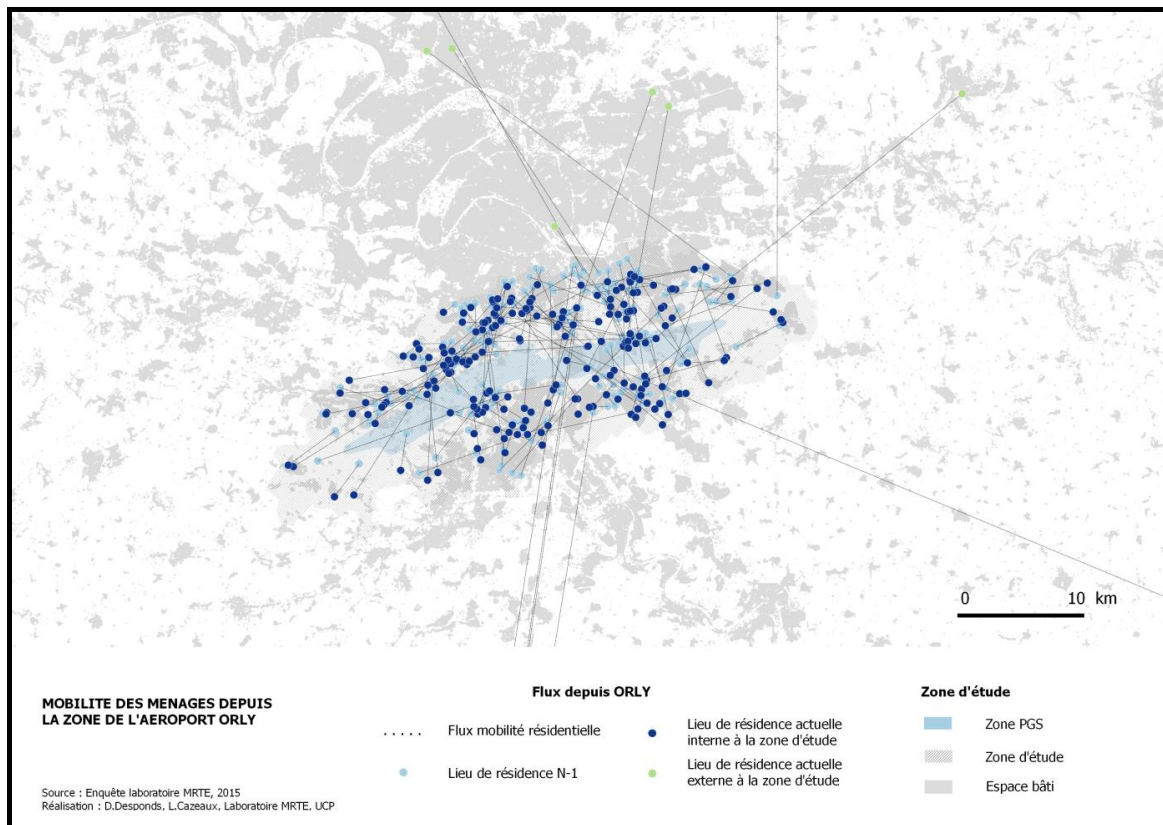 0 10 km
MOBILITE DES MENAGES DEPUIS
LA ZONE DE L'AEROPORT ORLY
Flux depuis ORLY
Flux mobilité résidentielle
Lieu de résidence N-1
Lieu de résidence actuelle
interne à la zone d'étude
Lieu de résidence actuelle
externe à la zone d'étude
Zone d'étude
Zone PGS
Zone d'étude
Espace bâti
Source : Enquête laboratoire MRTE, 2015
Réalisation : D.Desponds, L.Cazeaux, Laboratoire MRTE, UCP